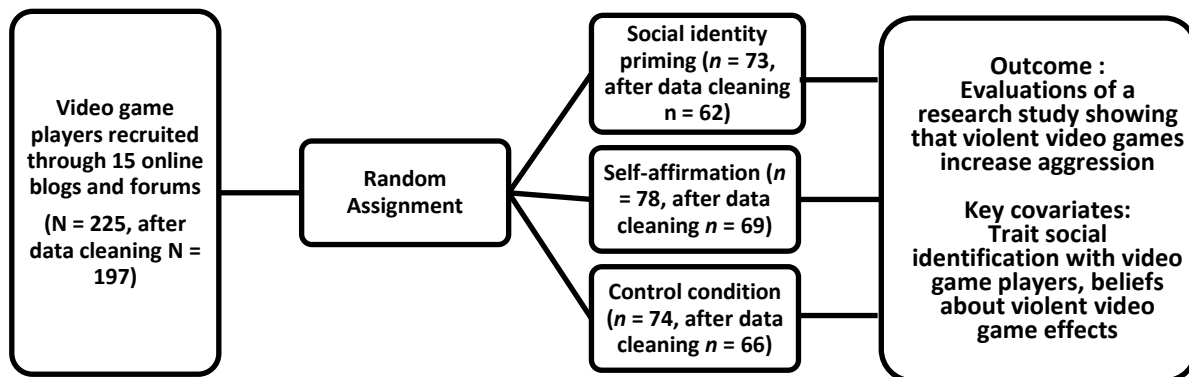 Video game
players recruited
through 15 online
blogs and forums
(N = 225, after
data cleaning N =
197)
Random
Assignment
Social identity
priming (n = 73,
after data cleaning
n = 62)
Self-affirmation (n
= 78, after data
cleaning n = 69)
Control condition
(n = 74, after data
cleaning n = 66)
Outcome :
Evaluations of a
research study showing
that violent video games
increase aggression
Key covariates:
Trait social
identification with video
game players, beliefs
about violent video
game effects